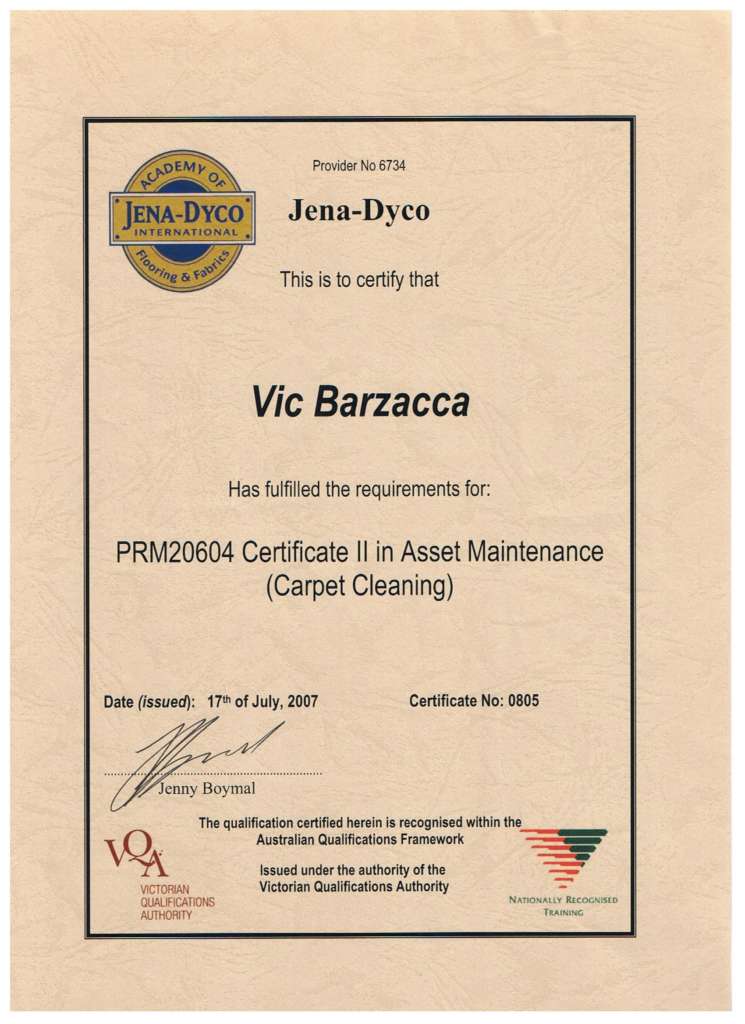 Provider No 6734
ACADEMY OF
JENA-DYCO
INTERNATIONAL
Flooring & Fabrics
Jena-Dyco
This is to certify that
Vic Barzacca
Has fulfilled the requirements for:
PRM20604 Certificate II in Asset Maintenance
(Carpet Cleaning)
Date (issued): 17th of July, 2007 Certificate No: 0805
Jenny Boymal
The qualification certified herein is recognised within the
Australian Qualifications Framework
VQA
VICTORIAN
QUALIFICATIONS
AUTHORITY
Issued under the authority of the
Victorian Qualifications Authority
NATIONALLY RECOGNISED
TRAINING